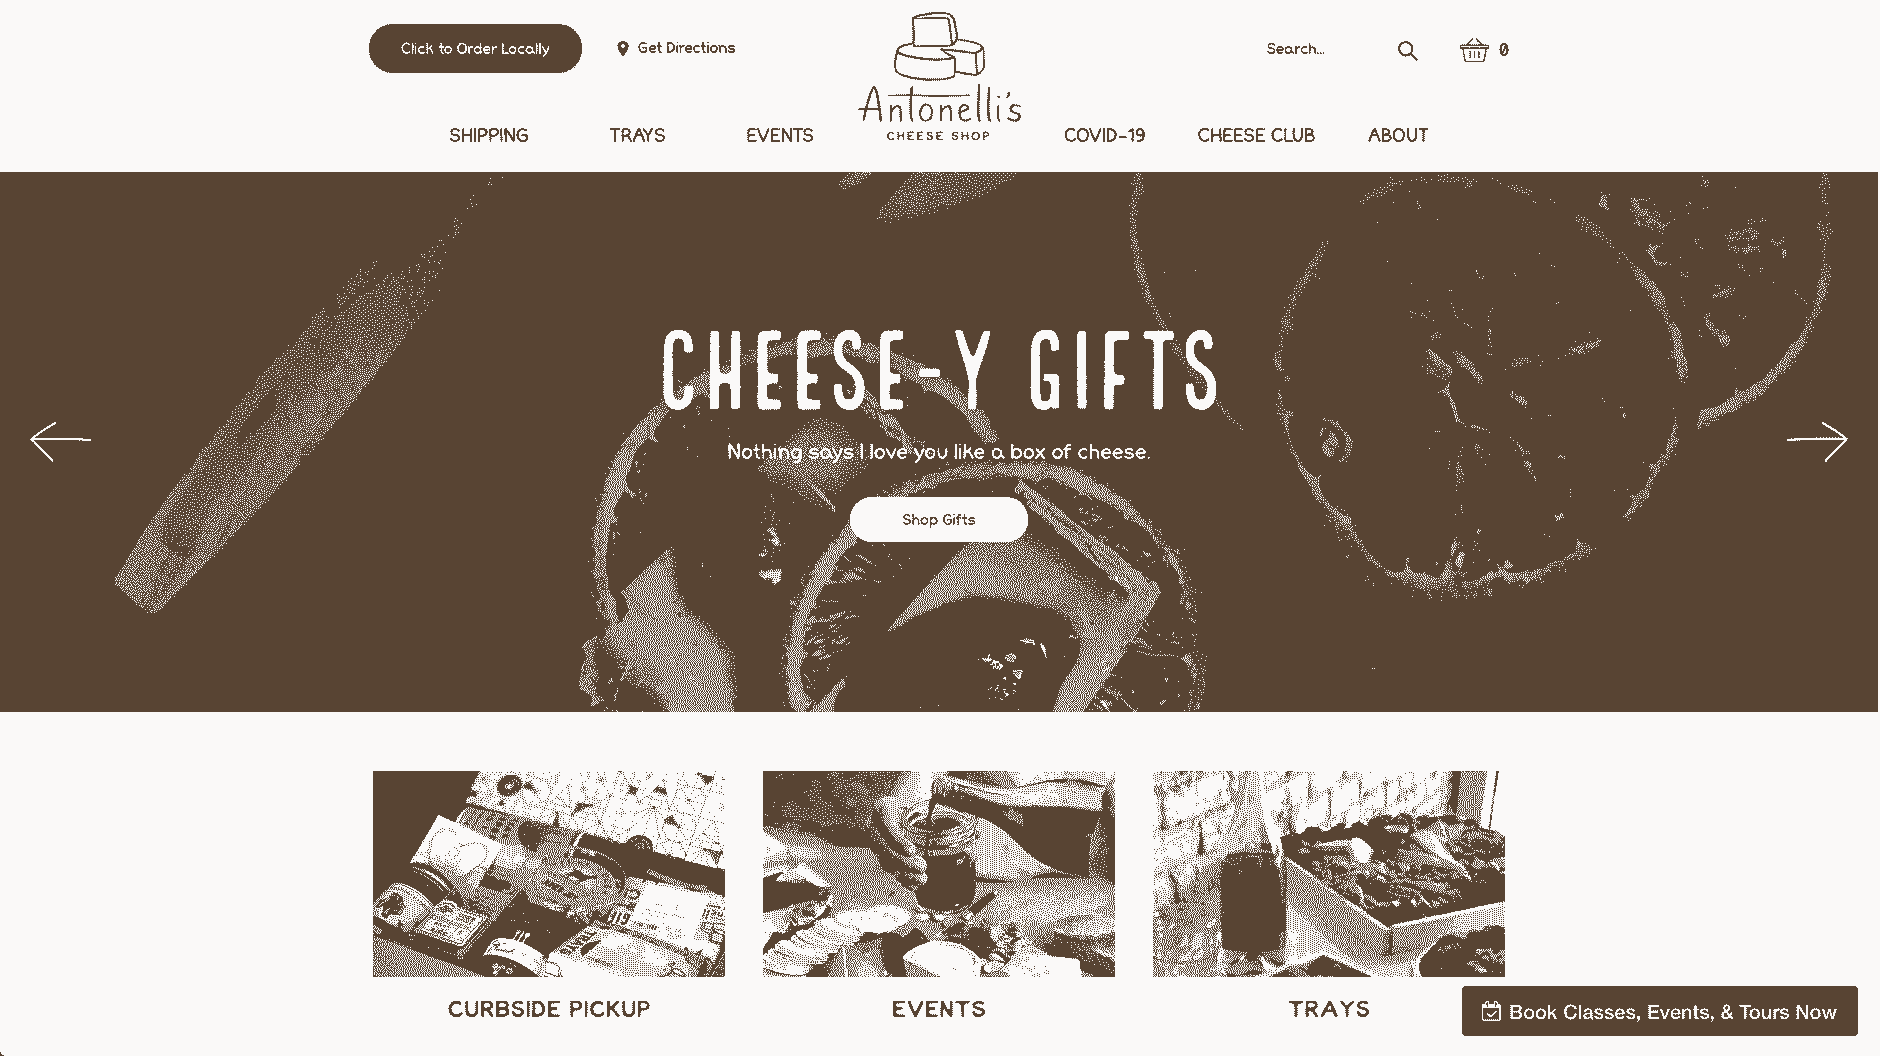 Click to Order Locally
Get Directions
Antonelli's
CHEESE SHOP
Search...
0
SHIPPING
TRAYS
EVENTS
COVID-19
CHEESE CLUB
ABOUT
CHEESE-Y GIFTS
Nothing says I love you like a box of cheese.
Shop Gifts
CURBSIDE PICKUP
EVENTS
TRAYS
Book Classes, Events, & Tours Now